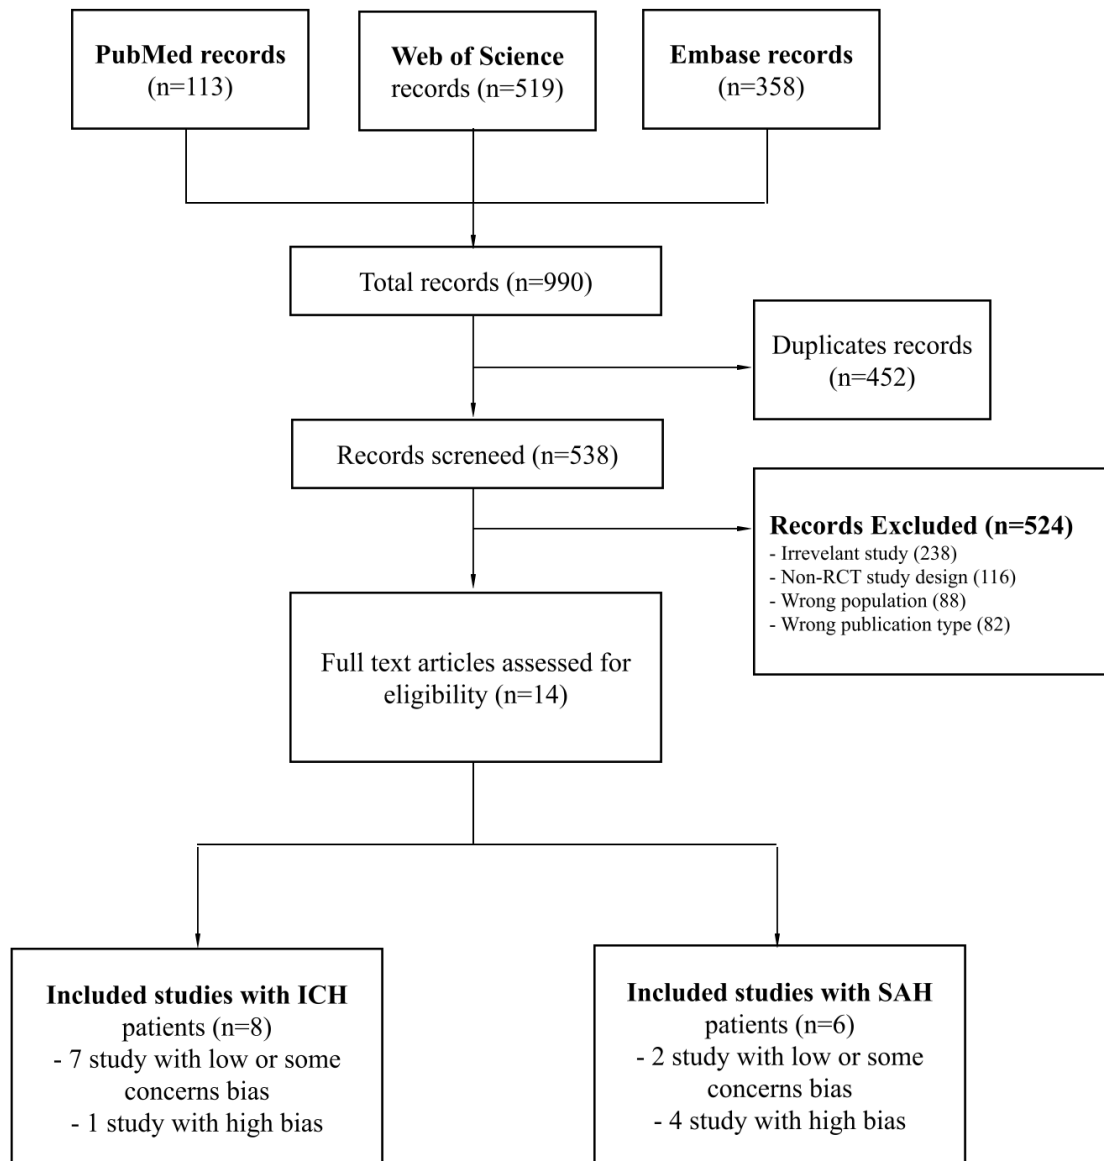 PubMed records
(n=113)
Web of Science
records (n=519)
Embase records
(n=358)
Total records (n=990)
Duplicates records
(n=452)
Records screneed (n=538)
Records Excluded (n=524)
- Irrevelant study (238)
- Non-RCT study design (116)
- Wrong population (88)
- Wrong publication type (82)
Full text articles assessed for
eligibility (n=14)
Included studies with ICH
patients (n=8)
- 7 study with low or some
concerns bias
- 1 study with high bias
Included studies with SAH
patients (n=6)
- 2 study with low or some
concerns bias
- 4 study with high bias